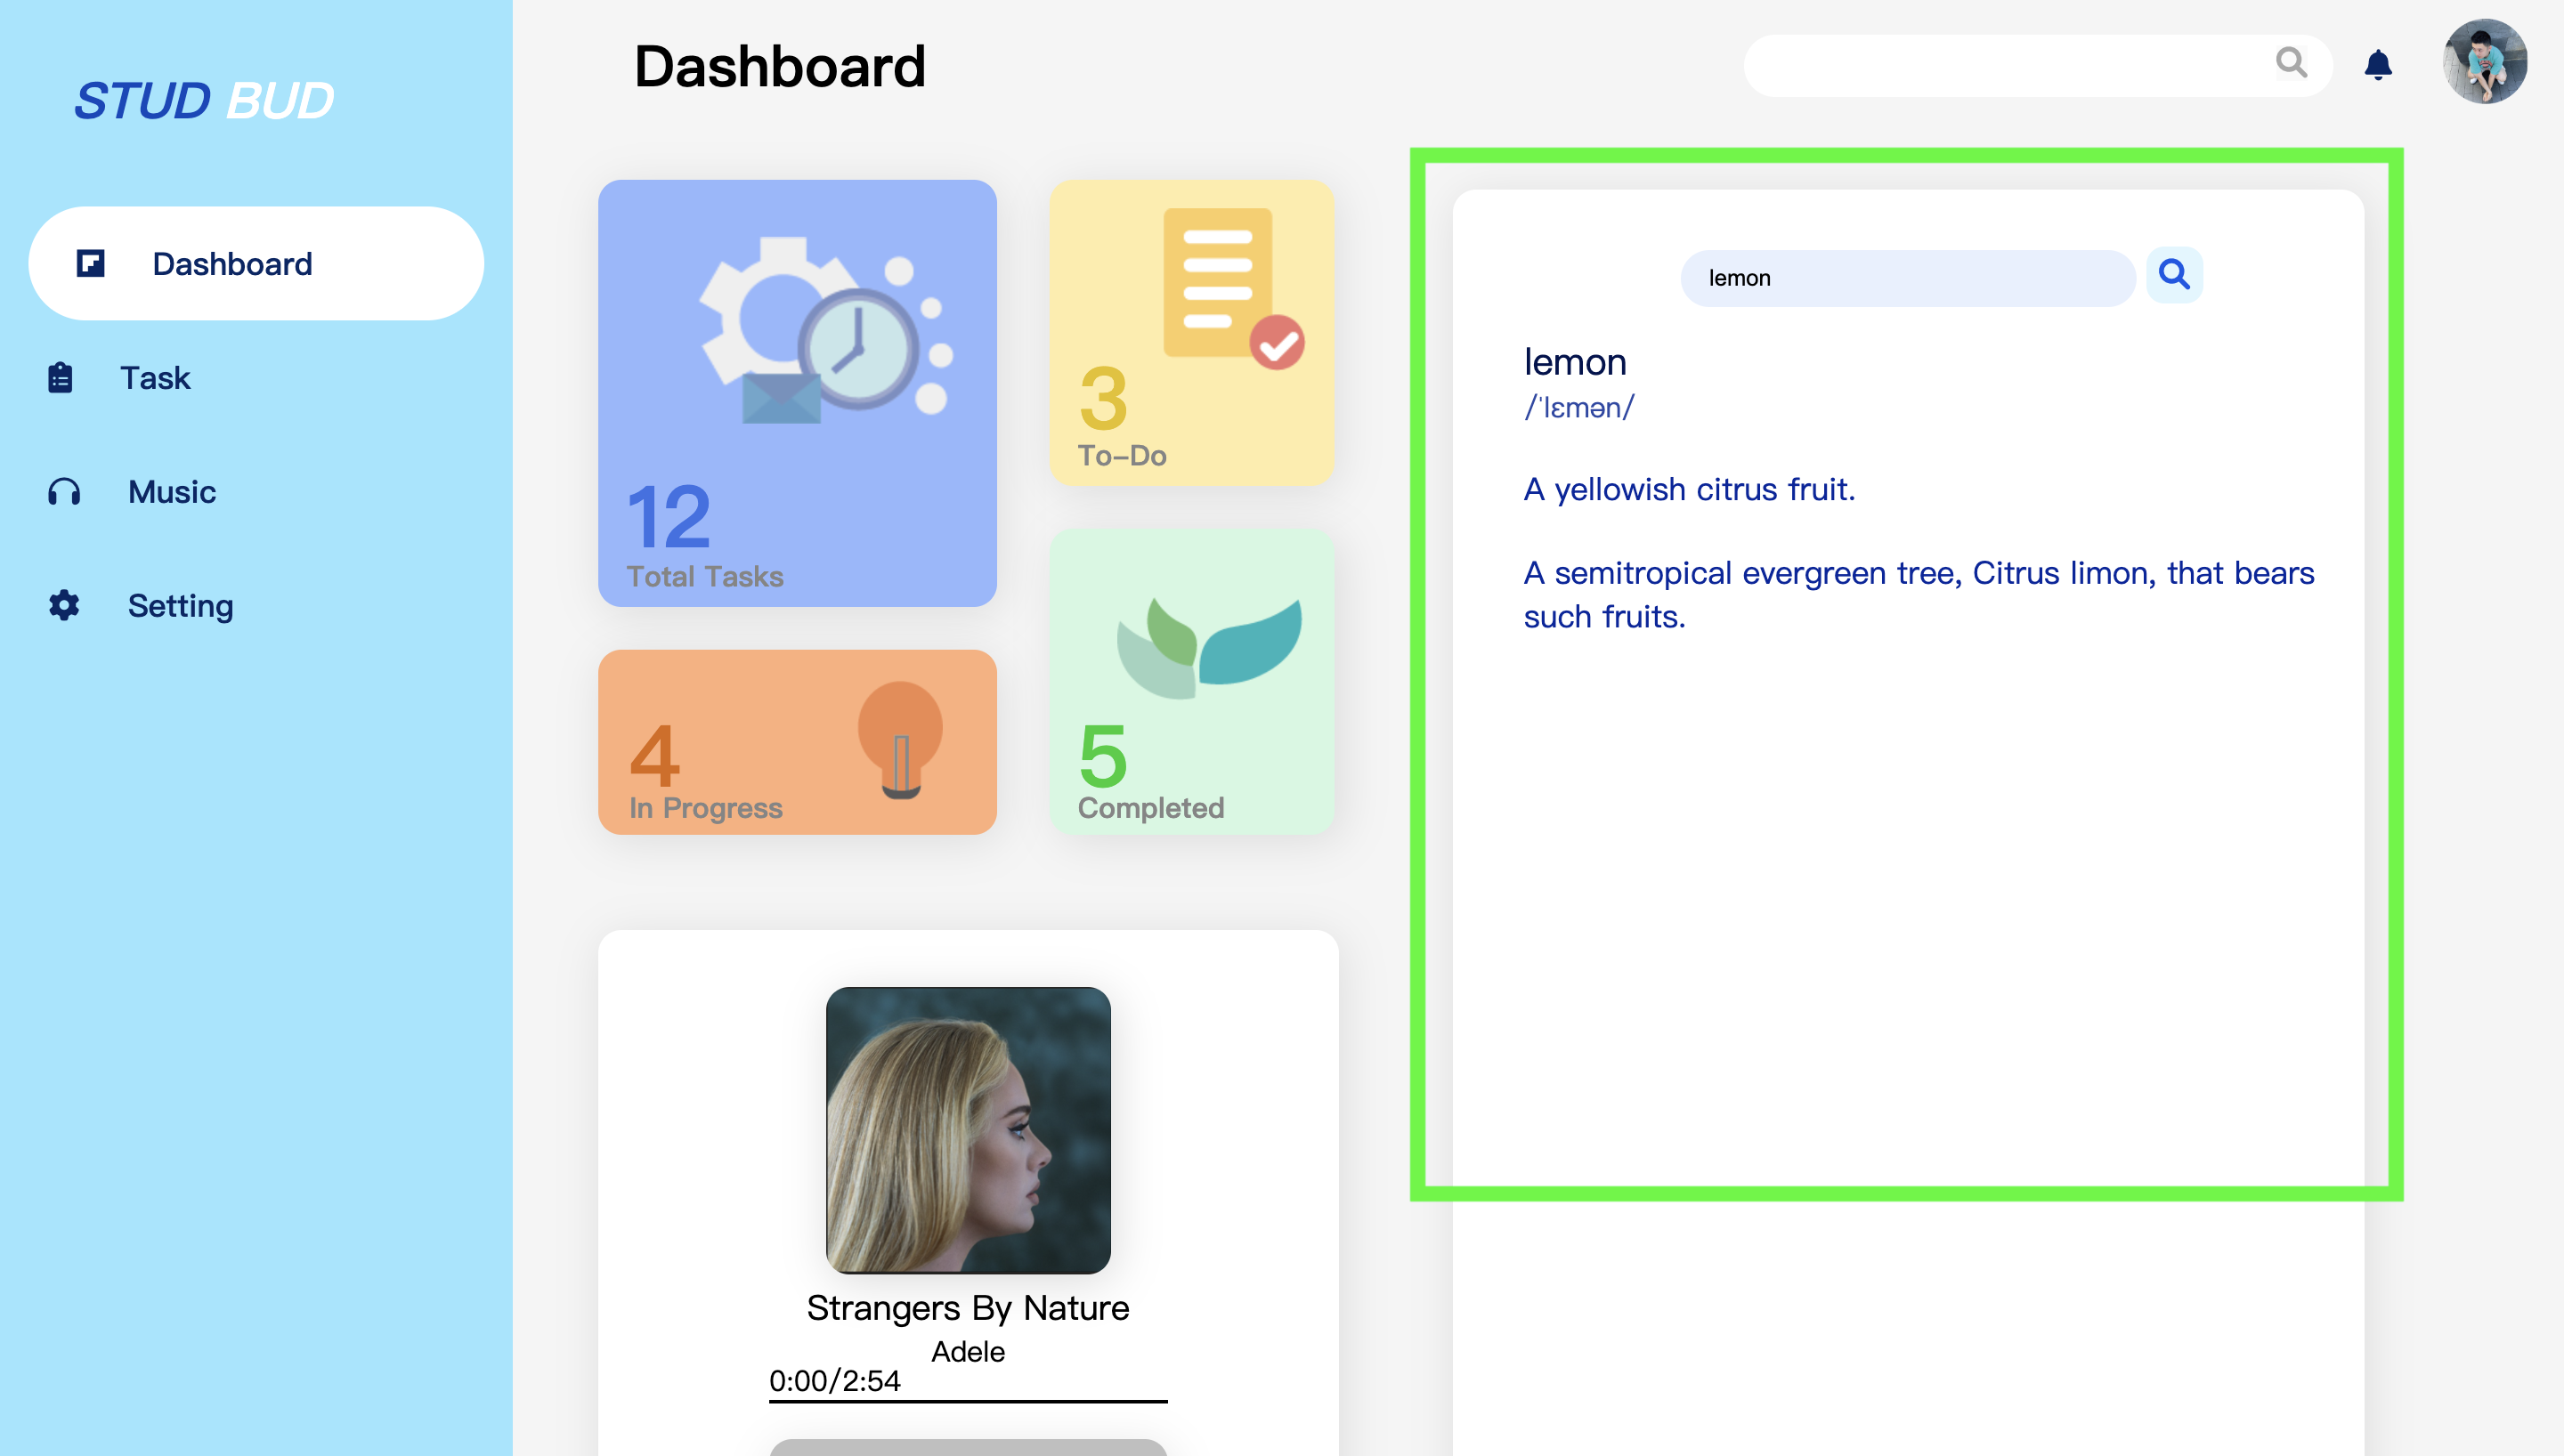 STUD BUD
Dashboard
Task
Music
Setting
Dashboard
12
Total Tasks
3
To-Do
4
In Progress
5
Completed
Strangers By Nature
Adele
0:00/2:54
lemon
lemon
/ˈlɛmən/
A yellowish citrus fruit.
A semitropical evergreen tree, Citrus limon, that bears
such fruits.